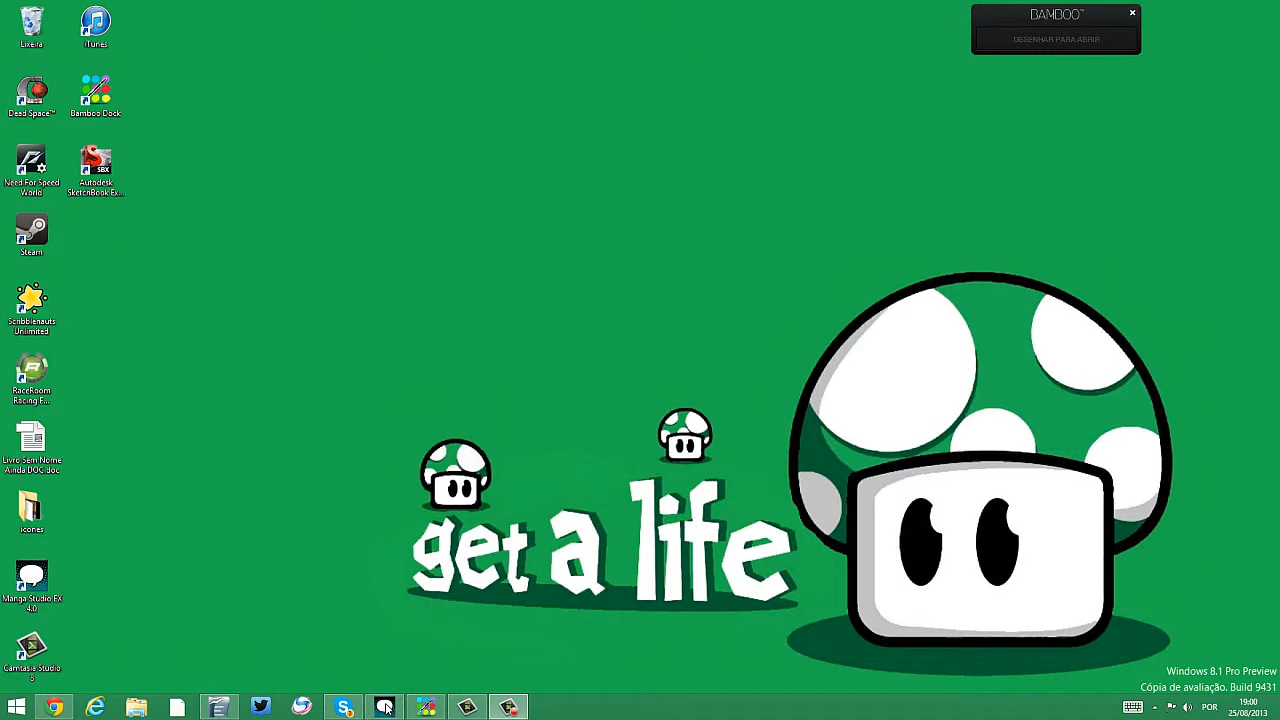 BAMBOO™
DESENHAR PARA ABRIR
Lixeira
iTunes
Dead Space™
Bamboo Dock
Need For Speed
World
SBX
Autodesk
SketchBook Ex...
Steam
Scribblenauts
Unlimited
RaceRoom
Racing E...
Livro Sem Nome
Ainda DOC.doc
icones
Manga Studio EX
4.0
Camtasia Studio
8
get a life
Windows 8.1 Pro Preview
Cópia de avaliação. Build 9431
POR
19:00
25/08/2013